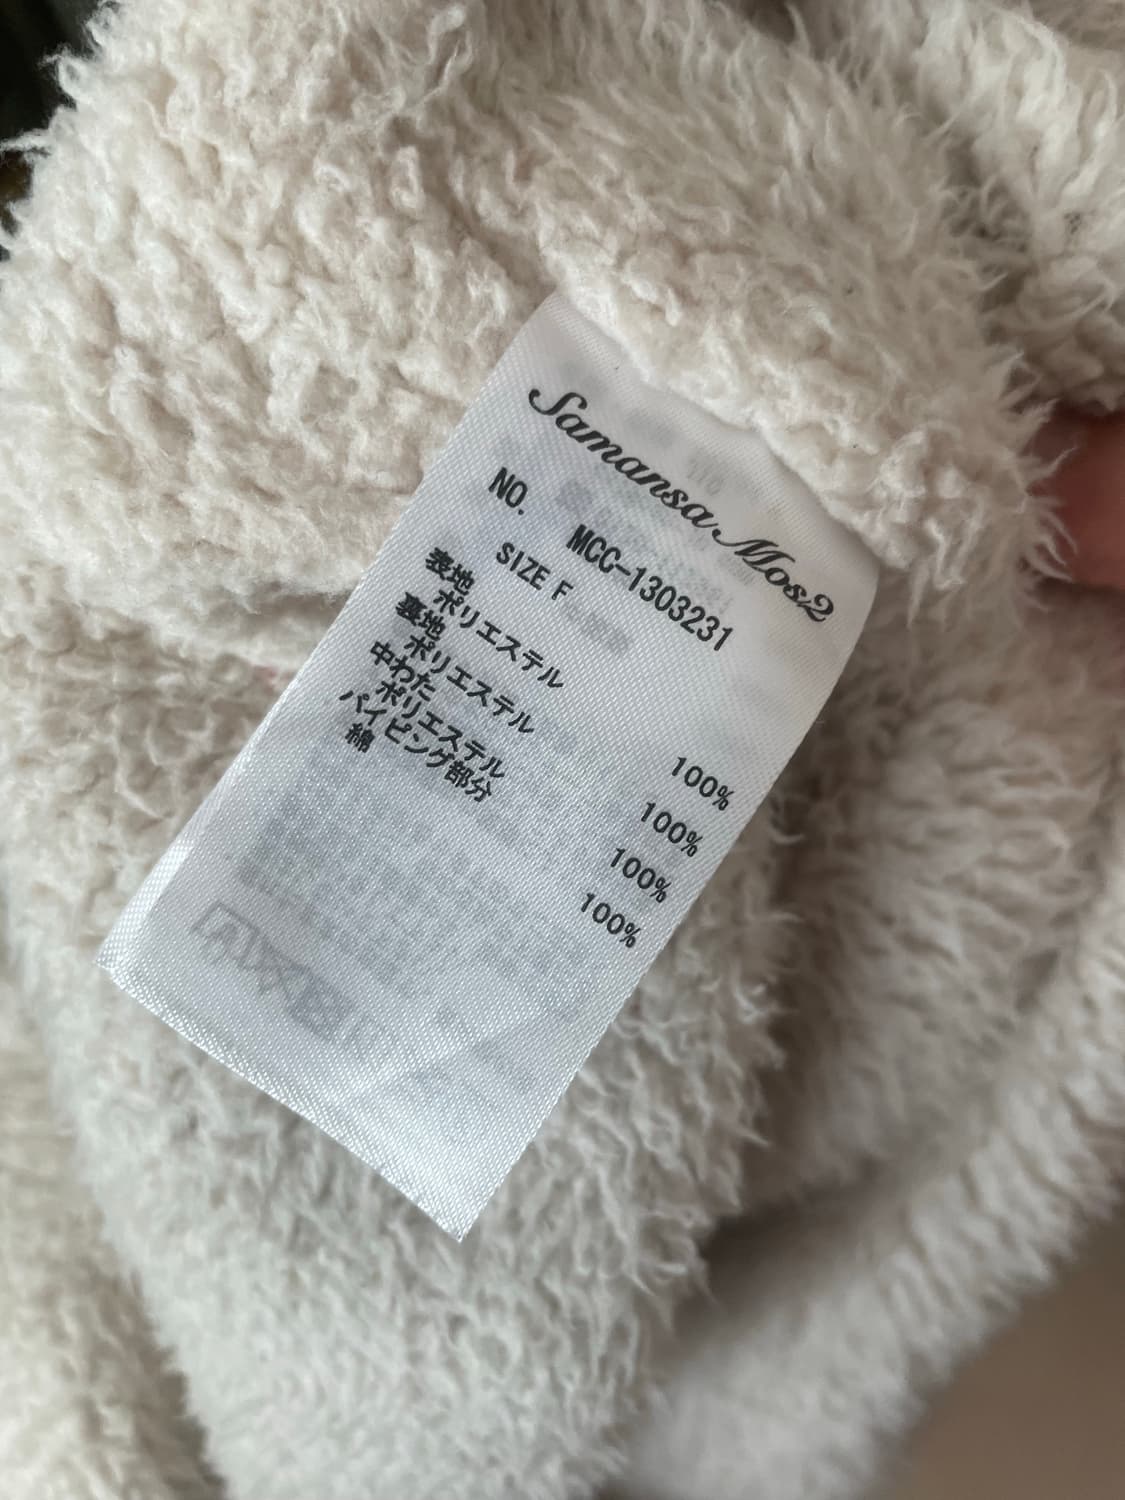 Samansa Mos2
NO. MCC-1303231
SIZE F
表地
ポリエステル 100%
裏地
ポリエステル 100%
中わた
ポリエステル 100%
パイピング部分
綿 100%